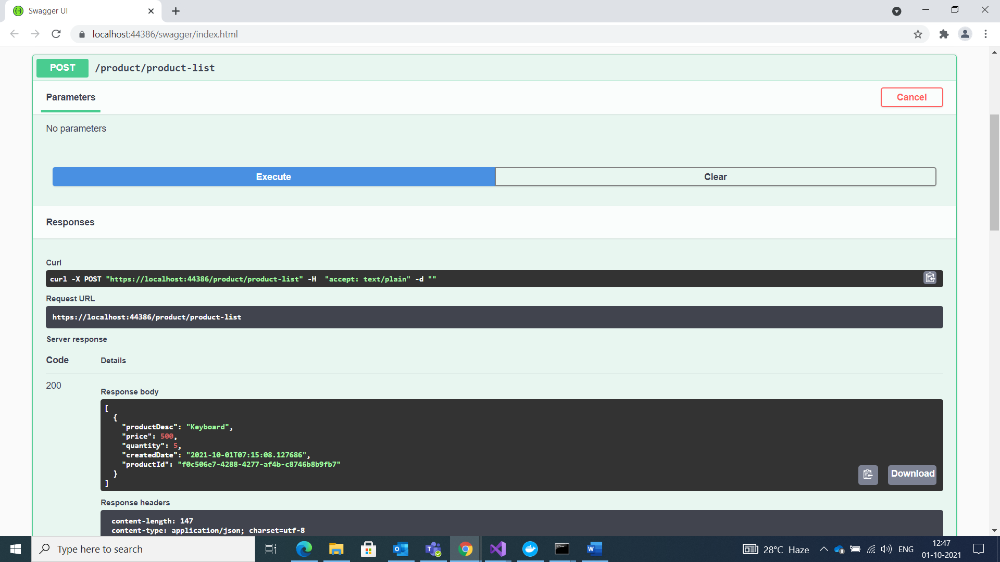 Swagger UI
localhost:44386/swagger/index.html
POST /product/product-list
Parameters
Cancel
No parameters
Execute
Clear
Responses
Curl
curl -X POST "https://localhost:44386/product/product-list" -H  "accept: text/plain" -d ""
Request URL
https://localhost:44386/product/product-list
Server response
Code Details
200
Response body
[
  {
    "productDesc": "Keyboard",
    "price": 500,
    "quantity": 5,
    "createdDate": "2021-10-01T07:15:08.127686",
    "productId": "f0c506e7-4288-4277-af4b-c8746b8b9fb7"
  }
]
Download
Response headers
content-length: 147
content-type: application/json; charset=utf-8
Type here to search
28°C Haze
ENG
12:47
01-10-2021